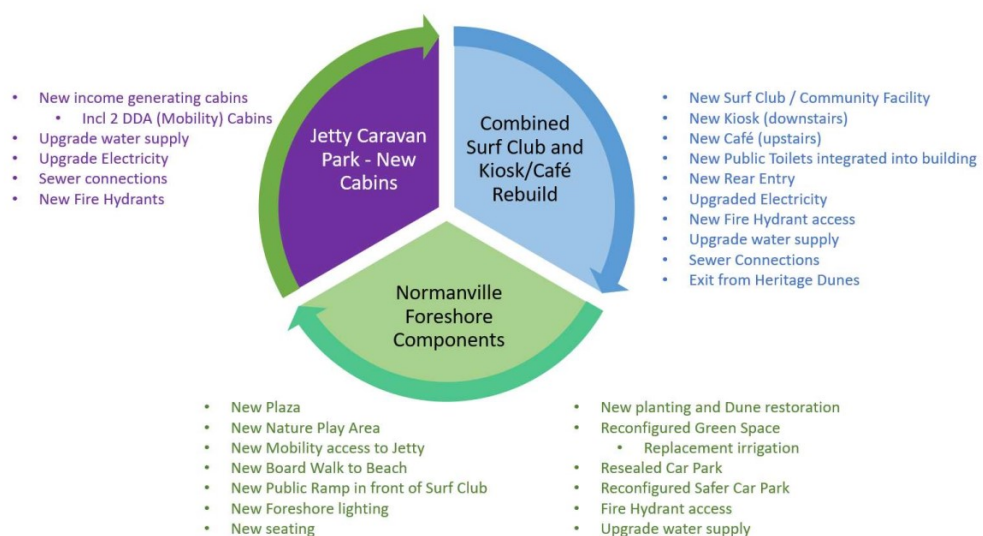 • New income generating cabins
• Incl 2 DDA (Mobility) Cabins
• Upgrade water supply
• Upgrade Electricity
• Sewer connections
• New Fire Hydrants
Jetty Caravan
Park - New
Cabins
Combined
Surf Club and
Kiosk/Café
Rebuild
• New Surf Club / Community Facility
• New Kiosk (downstairs)
• New Café (upstairs)
• New Public Toilets integrated into building
• New Rear Entry
• Upgraded Electricity
• New Fire Hydrant access
• Upgrade water supply
• Sewer Connections
• Exit from Heritage Dunes
Normanville
Foreshore
Components
• New Plaza
• New Nature Play Area
• New Mobility access to Jetty
• New Board Walk to Beach
• New Public Ramp in front of Surf Club
• New Foreshore lighting
• New seating
• New planting and Dune restoration
• Reconfigured Green Space
• Replacement irrigation
• Resealed Car Park
• Reconfigured Safer Car Park
• Fire Hydrant access
• Upgrade water supply